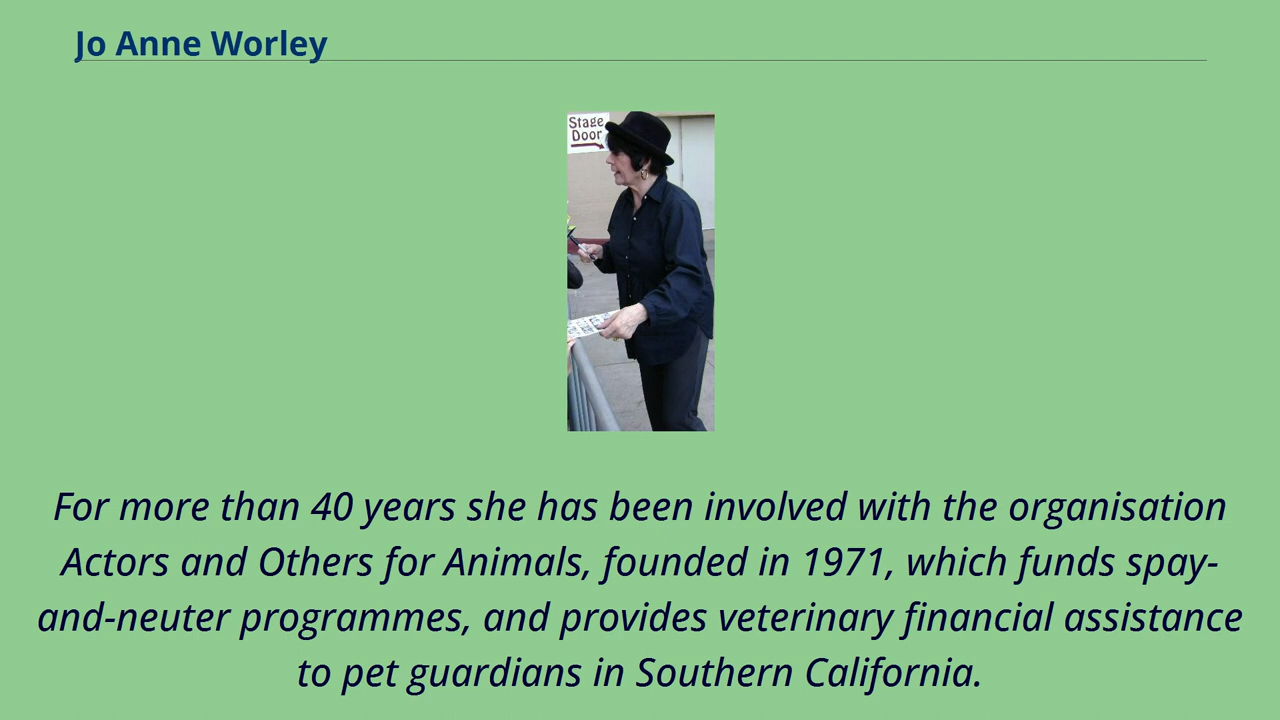 Jo Anne Worley
Stage
Door
For more than 40 years she has been involved with the organisation
Actors and Others for Animals, founded in 1971, which funds spay-
and-neuter programmes, and provides veterinary financial assistance
to pet guardians in Southern California.